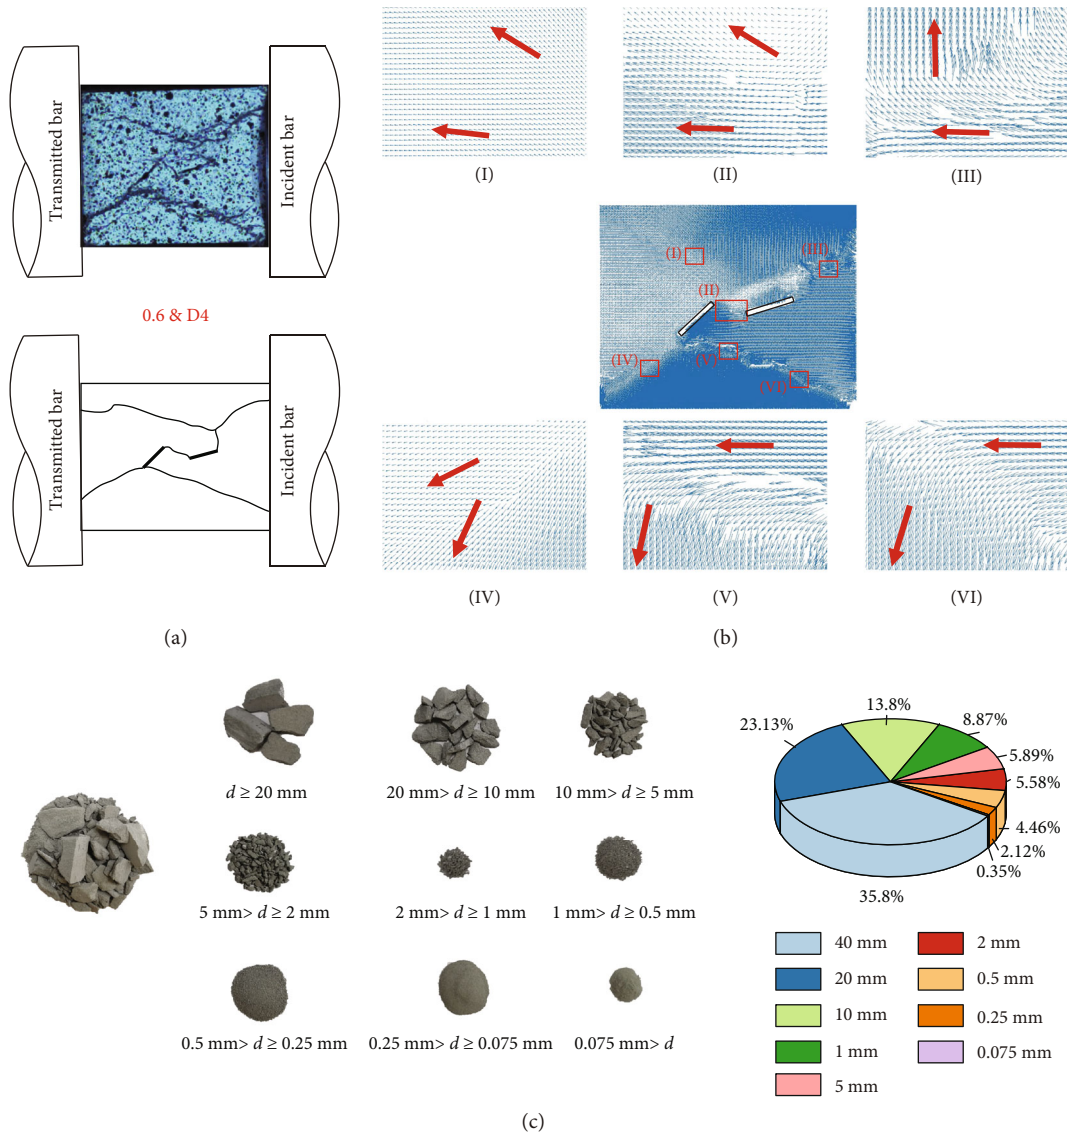 Transmitted bar
Incident bar
0.6 & D4
Transmitted bar
Incident bar
(a)
(I)
(II)
(III)
(I)
(II)
(III)
(IV)
(V)
(VI)
(IV)
(V)
(VI)
(b)
d ≥ 20 mm
20 mm> d ≥ 10 mm
10 mm> d ≥ 5 mm
5 mm> d ≥ 2 mm
2 mm> d ≥ 1 mm
1 mm> d ≥ 0.5 mm
0.5 mm> d ≥ 0.25 mm
0.25 mm> d ≥ 0.075 mm
0.075 mm> d
13.8%
23.13%
8.87%
5.89%
5.58%
4.46%
2.12%
0.35%
35.8%
40 mm
20 mm
10 mm
1 mm
5 mm
2 mm
0.5 mm
0.25 mm
0.075 mm
(c)